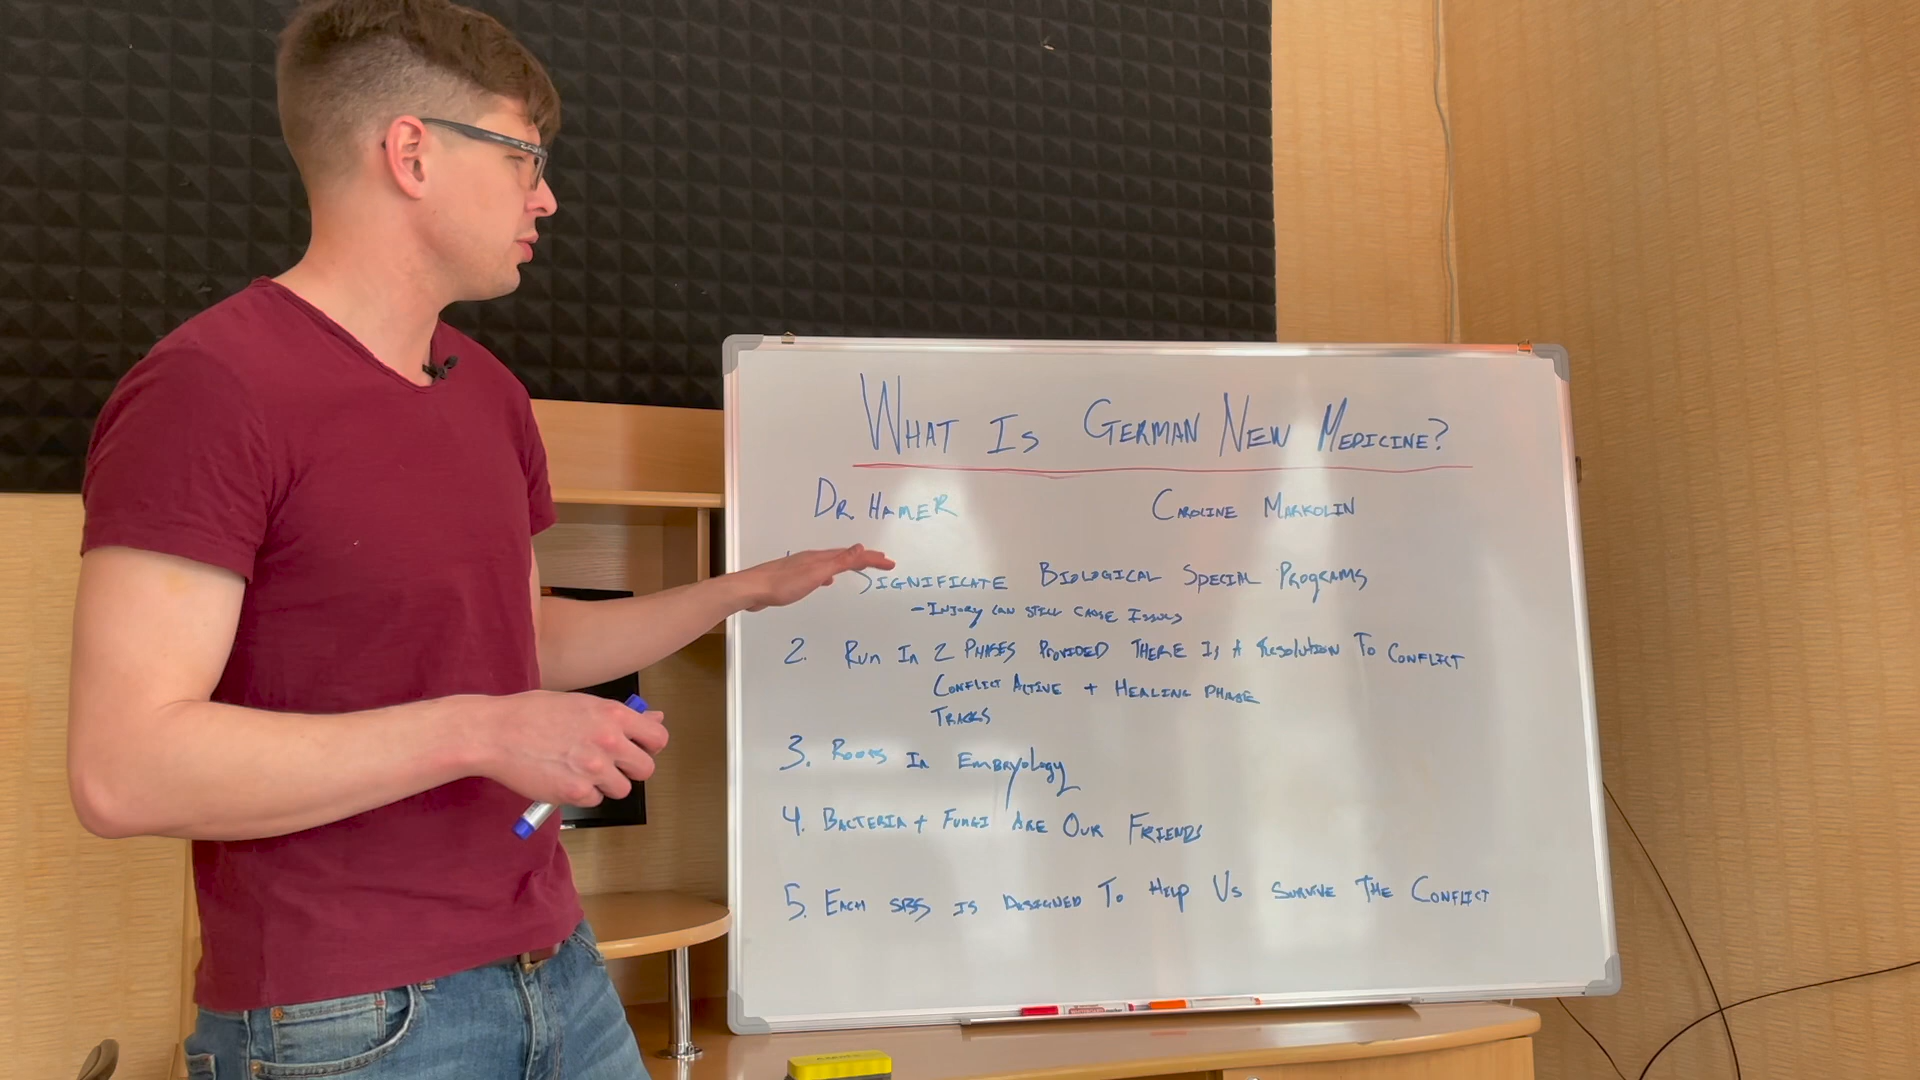 What Is German New Medicine?
Dr Hamer
Caroline Markolin
Significate Biological Special Programs
- Injury can still cause Issues
2. Run In 2 Phases Provided There Is A Resolution To Conflict
Conflict Active + Healing phase
Tracks
3. Roots In Embryology
4. Bacteria + Fungi Are Our Friends
5. Each SBS is Designed To Help Us Survive The Conflict